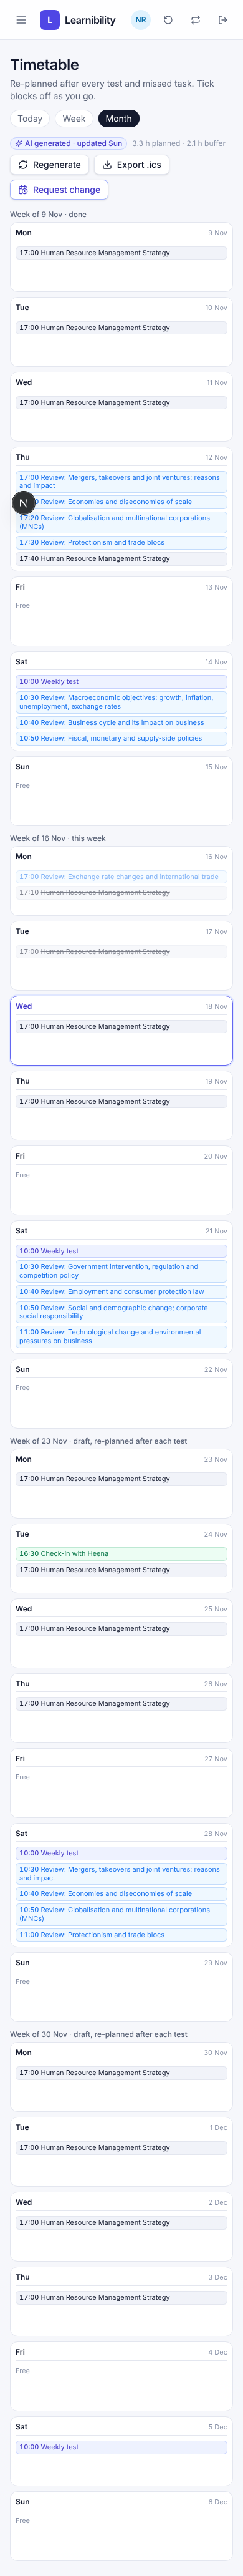 L Learnibility NR
Timetable
Re-planned after every test and missed task. Tick
blocks off as you go.
Today Week Month
AI generated · updated Sun 3.3 h planned · 2.1 h buffer
Regenerate Export .ics
Request change
Week of 9 Nov · done
Mon 9 Nov
17:00 Human Resource Management Strategy
Tue 10 Nov
17:00 Human Resource Management Strategy
Wed 11 Nov
17:00 Human Resource Management Strategy
Thu 12 Nov
17:00 Review: Mergers, takeovers and joint ventures: reasons
and impact
N
0 Review: Economies and diseconomies of scale
17:20 Review: Globalisation and multinational corporations
(MNCs)
17:30 Review: Protectionism and trade blocs
17:40 Human Resource Management Strategy
Fri 13 Nov
Free
Sat 14 Nov
10:00 Weekly test
10:30 Review: Macroeconomic objectives: growth, inflation,
unemployment, exchange rates
10:40 Review: Business cycle and its impact on business
10:50 Review: Fiscal, monetary and supply-side policies
Sun 15 Nov
Free
Week of 16 Nov · this week
Mon 16 Nov
17:00 Review: Exchange rate changes and international trade
17:10 Human Resource Management Strategy
Tue 17 Nov
17:00 Human Resource Management Strategy
Wed 18 Nov
17:00 Human Resource Management Strategy
Thu 19 Nov
17:00 Human Resource Management Strategy
Fri 20 Nov
Free
Sat 21 Nov
10:00 Weekly test
10:30 Review: Government intervention, regulation and
competition policy
10:40 Review: Employment and consumer protection law
10:50 Review: Social and demographic change; corporate
social responsibility
11:00 Review: Technological change and environmental
pressures on business
Sun 22 Nov
Free
Week of 23 Nov · draft, re-planned after each test
Mon 23 Nov
17:00 Human Resource Management Strategy
Tue 24 Nov
16:30 Check-in with Heena
17:00 Human Resource Management Strategy
Wed 25 Nov
17:00 Human Resource Management Strategy
Thu 26 Nov
17:00 Human Resource Management Strategy
Fri 27 Nov
Free
Sat 28 Nov
10:00 Weekly test
10:30 Review: Mergers, takeovers and joint ventures: reasons
and impact
10:40 Review: Economies and diseconomies of scale
10:50 Review: Globalisation and multinational corporations
(MNCs)
11:00 Review: Protectionism and trade blocs
Sun 29 Nov
Free
Week of 30 Nov · draft, re-planned after each test
Mon 30 Nov
17:00 Human Resource Management Strategy
Tue 1 Dec
17:00 Human Resource Management Strategy
Wed 2 Dec
17:00 Human Resource Management Strategy
Thu 3 Dec
17:00 Human Resource Management Strategy
Fri 4 Dec
Free
Sat 5 Dec
10:00 Weekly test
Sun 6 Dec
Free